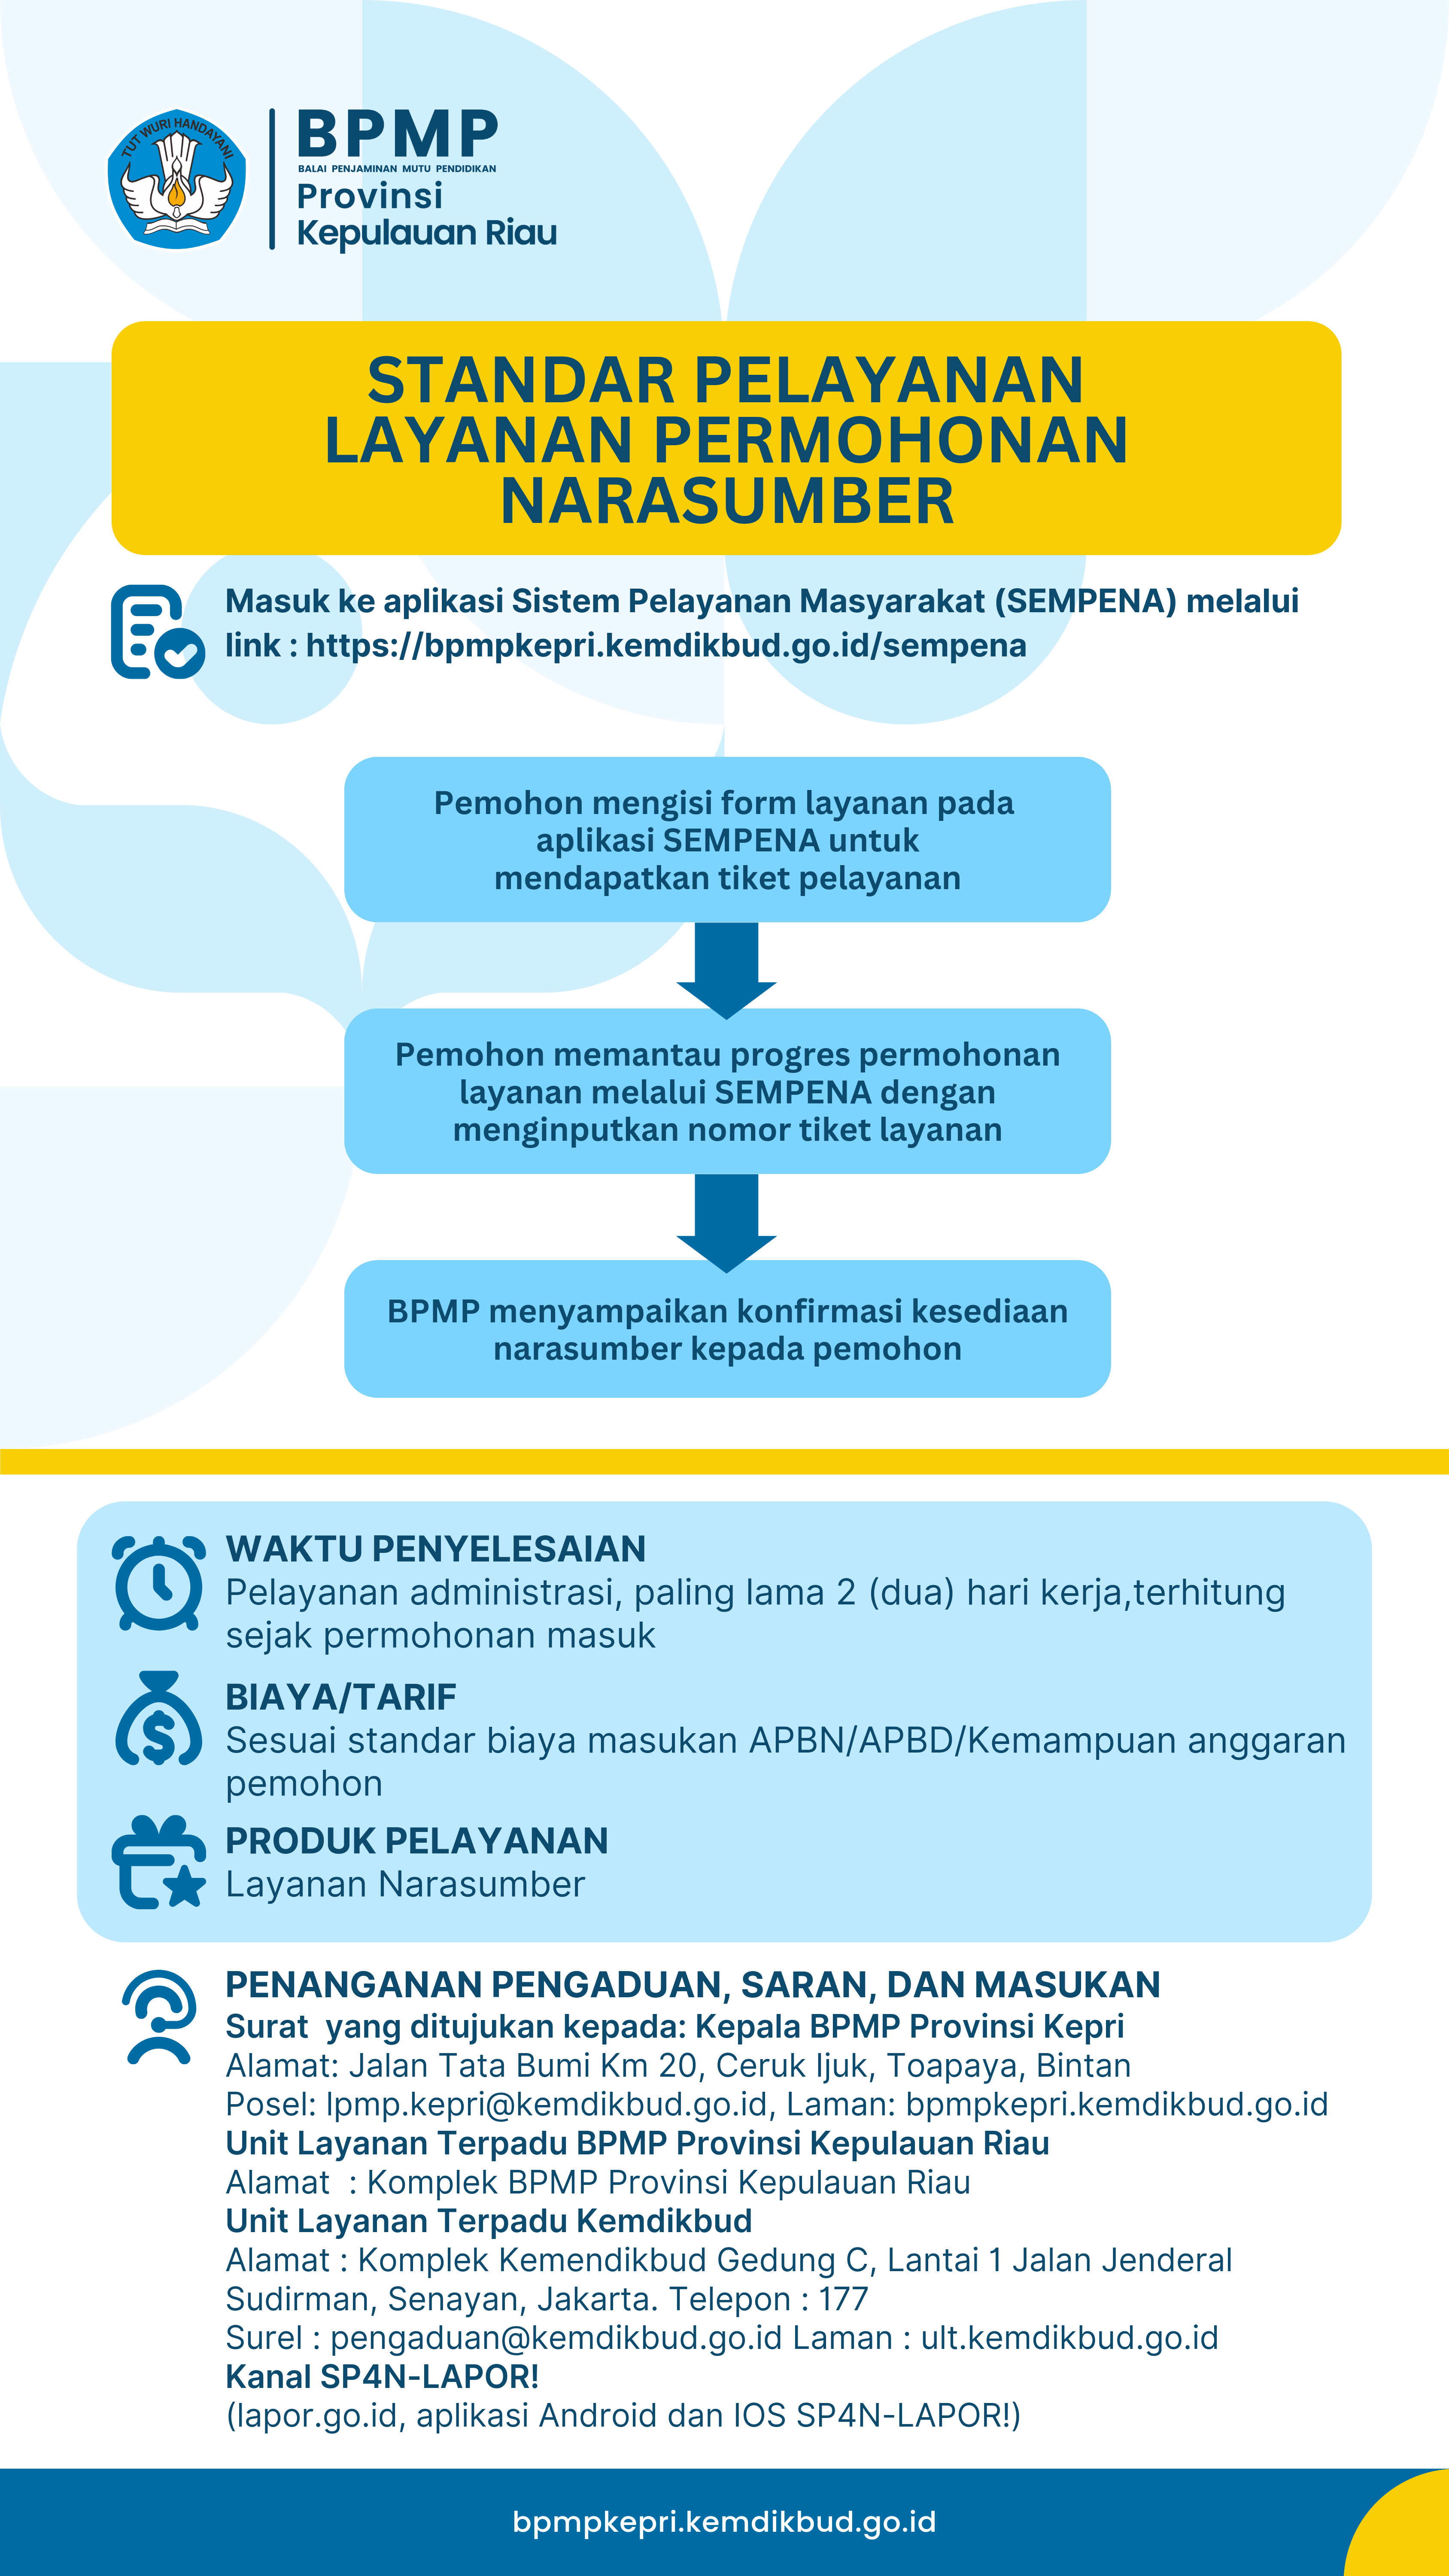 TUT WURI HANDAYANI
BPMP
BALAI PENJAMINAN MUTU PENDIDIKAN
Provinsi
Kepulauan Riau
STANDAR PELAYANAN
LAYANAN PERMOHONAN
NARASUMBER
Masuk ke aplikasi Sistem Pelayanan Masyarakat (SEMPENA) melalui
link : https://bpmpkepri.kemdikbud.go.id/sempena
Pemohon mengisi form layanan pada
aplikasi SEMPENA untuk
mendapatkan tiket pelayanan
Pemohon memantau progres permohonan
layanan melalui SEMPENA dengan
menginputkan nomor tiket layanan
BPMP menyampaikan konfirmasi kesediaan
narasumber kepada pemohon
WAKTU PENYELESAIAN
Pelayanan administrasi, paling lama 2 (dua) hari kerja,terhitung
sejak permohonan masuk
BIAYA/TARIF
Sesuai standar biaya masukan APBN/APBD/Kemampuan anggaran
pemohon
PRODUK PELAYANAN
Layanan Narasumber
PENANGANAN PENGADUAN, SARAN, DAN MASUKAN
Surat  yang ditujukan kepada: Kepala BPMP Provinsi Kepri
Alamat: Jalan Tata Bumi Km 20, Ceruk Ijuk, Toapaya, Bintan
Posel: lpmp.kepri@kemdikbud.go.id, Laman: bpmpkepri.kemdikbud.go.id
Unit Layanan Terpadu BPMP Provinsi Kepulauan Riau
Alamat  : Komplek BPMP Provinsi Kepulauan Riau
Unit Layanan Terpadu Kemdikbud
Alamat : Komplek Kemendikbud Gedung C, Lantai 1 Jalan Jenderal
Sudirman, Senayan, Jakarta. Telepon : 177
Surel : pengaduan@kemdikbud.go.id Laman : ult.kemdikbud.go.id
Kanal SP4N-LAPOR!
(lapor.go.id, aplikasi Android dan IOS SP4N-LAPOR!)
bpmpkepri.kemdikbud.go.id